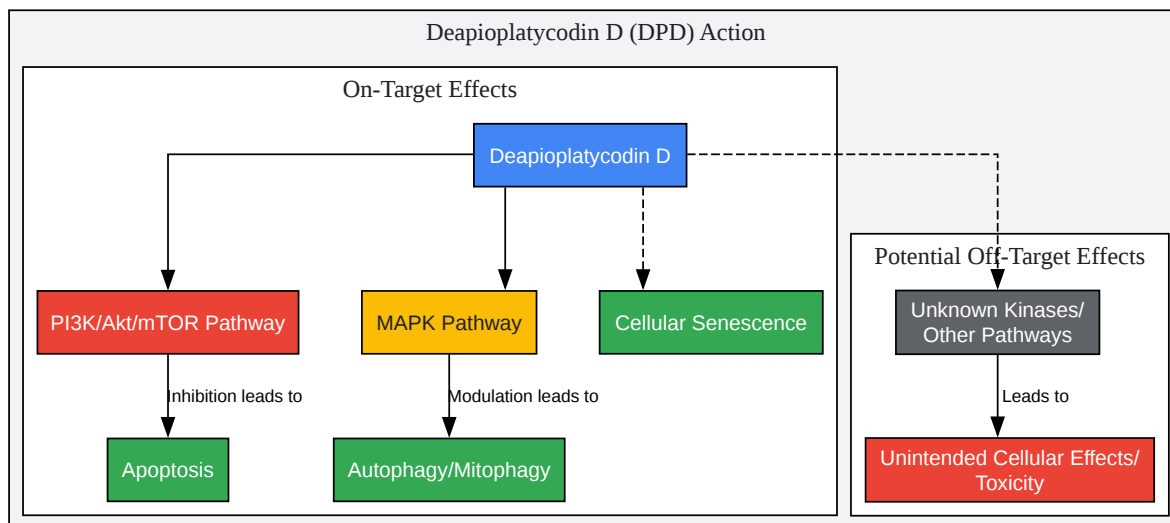 Deapioplatycodin D (DPD) Action
On-Target Effects
Deapioplatycodin D
Potential Off-Target Effects
PI3K/Akt/mTOR Pathway
MAPK Pathway
Cellular Senescence
Unknown Kinases/
Other Pathways
Inhibition leads to
Modulation leads to
Leads to
Apoptosis
Autophagy/Mitophagy
Unintended Cellular Effects/
Toxicity